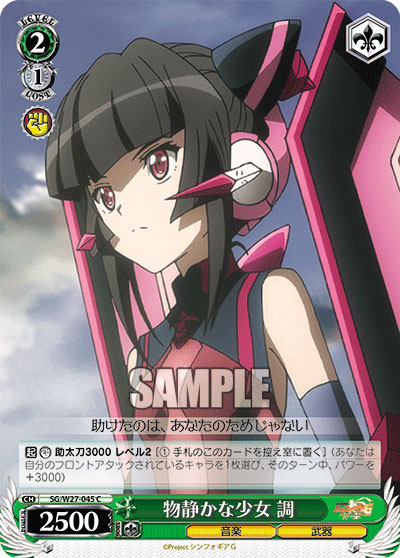 LEVEL
2
1
COST
SAMPLE
助けたのは、あなたのためじゃない
起 助太刀3000 レベル2 [① 手札のこのカードを控え室に置く] (あなたは
自分のフロントアタックされているキャラを1枚選び、そのターン中、パワーを
+3000)
CH SG/W27-045 C
2500
物静かな少女 調
音楽 武器
©Project シンフォギアG